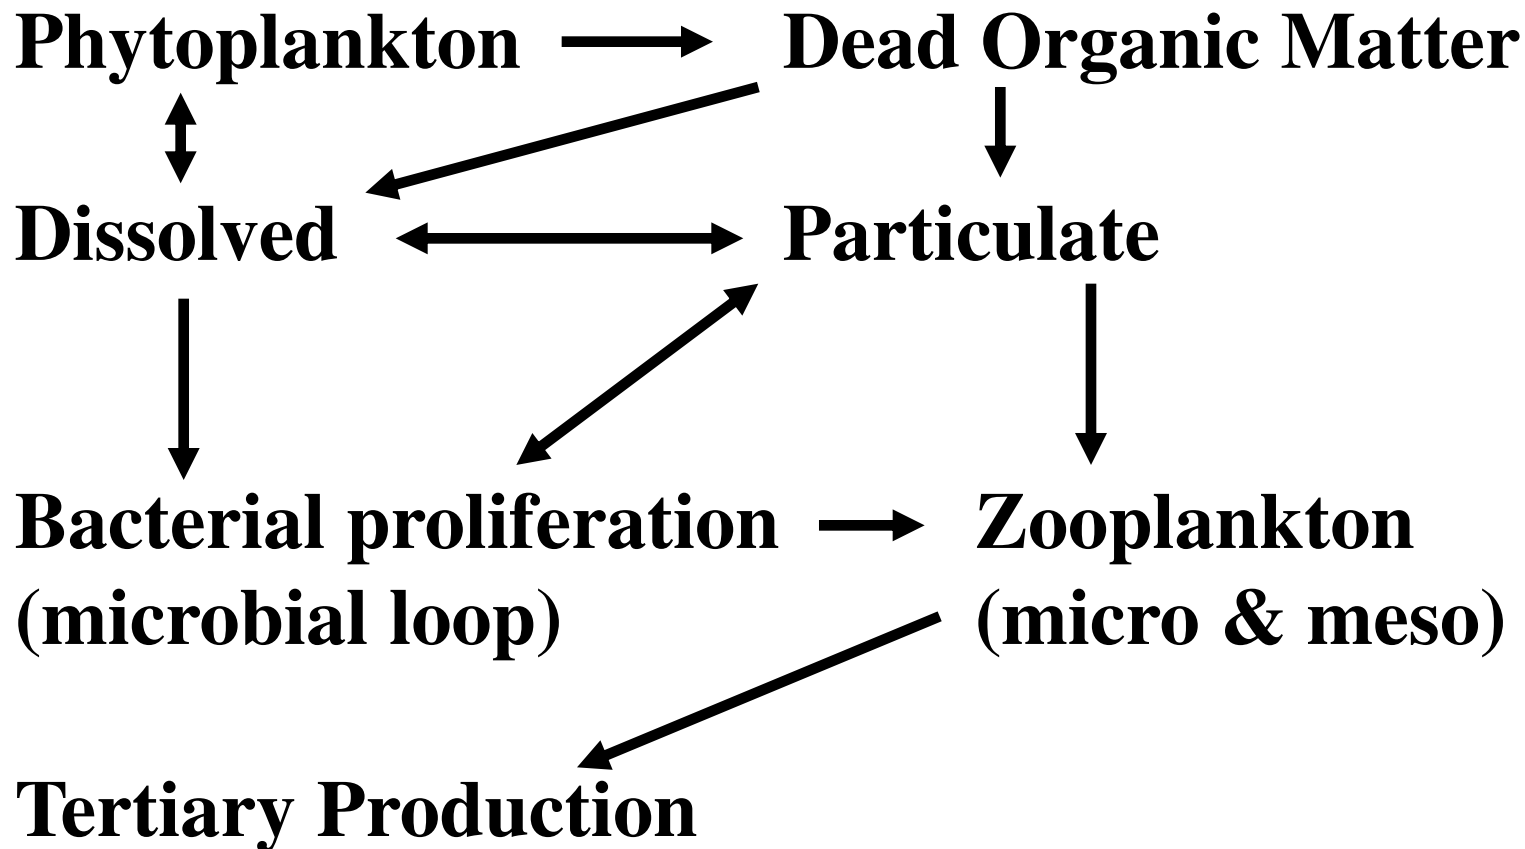 Phytoplankton Dead Organic Matter
Dissolved Particulate
Bacterial proliferation Zooplankton
(microbial loop) (micro & meso)
Tertiary Production